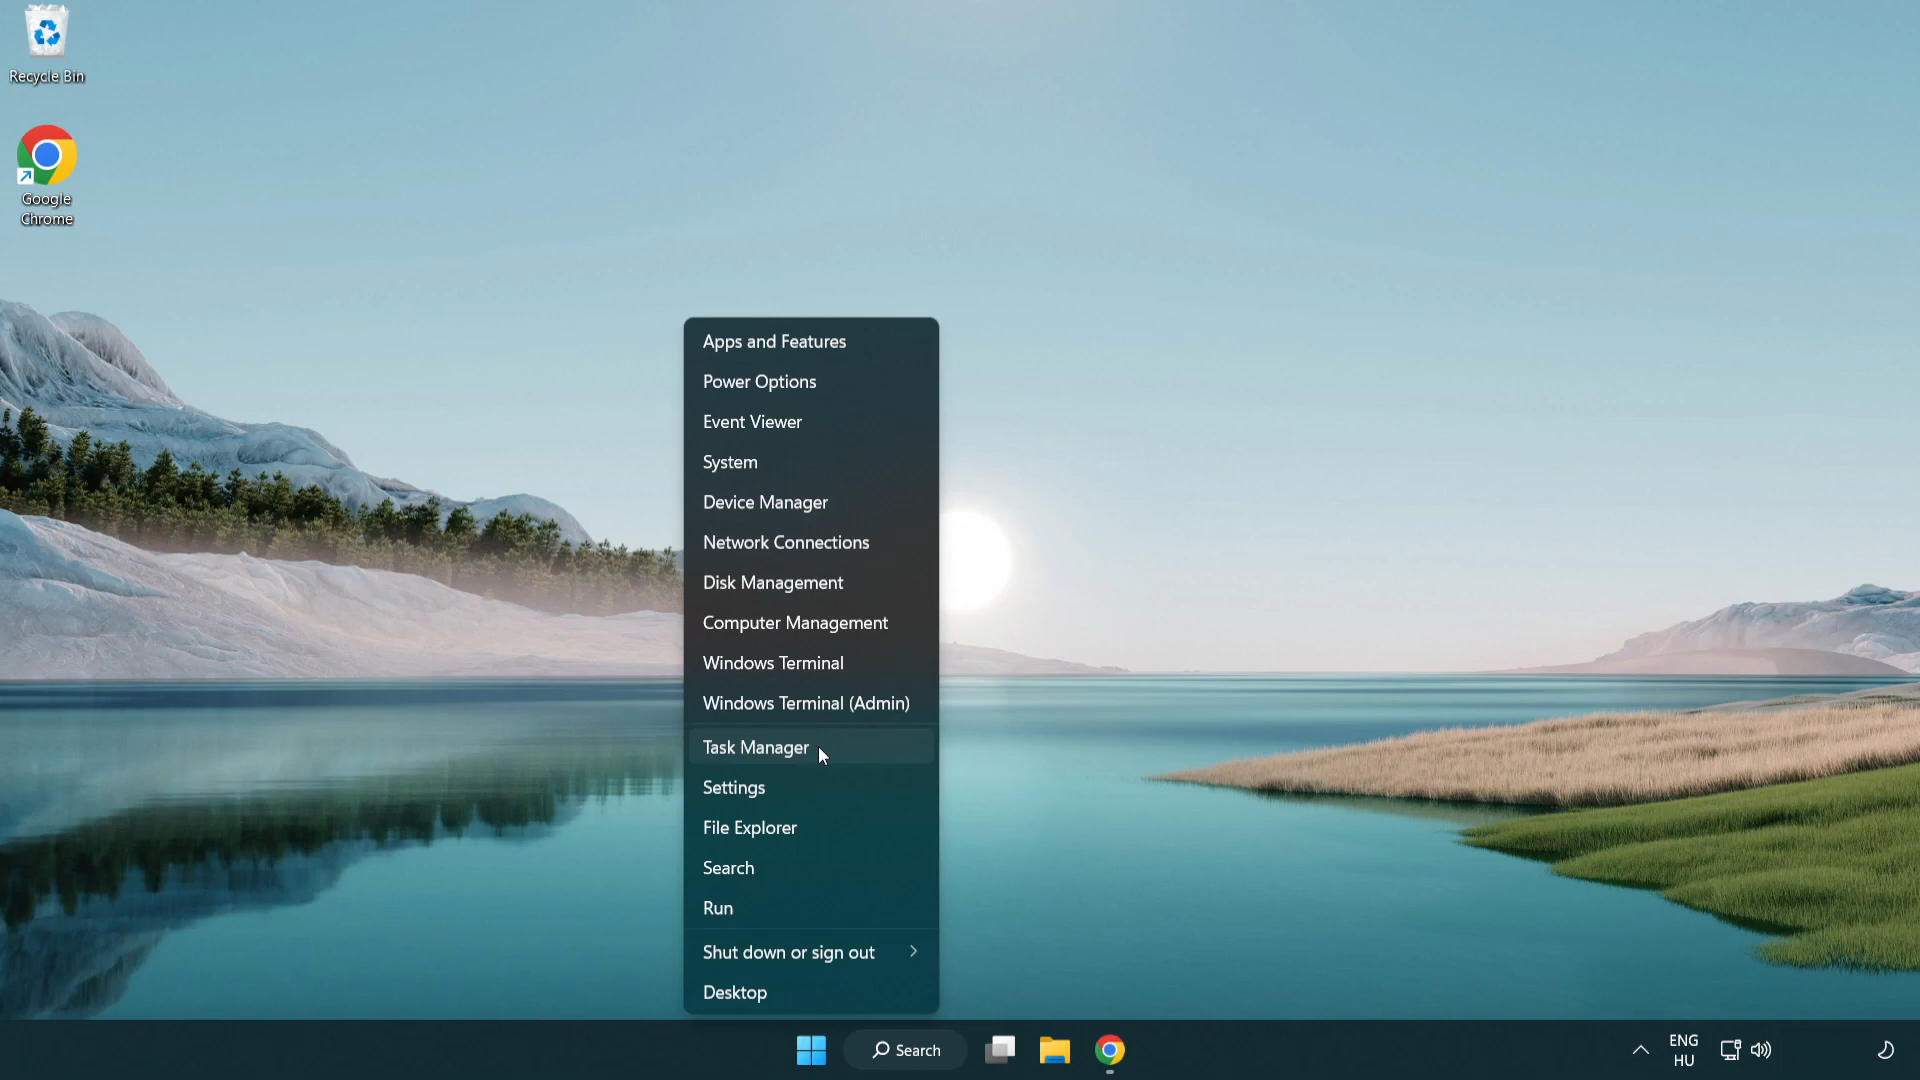 Recycle Bin
Google
Chrome
Apps and Features
Power Options
Event Viewer
System
Device Manager
Network Connections
Disk Management
Computer Management
Windows Terminal
Windows Terminal (Admin)
Task Manager
Settings
File Explorer
Search
Run
Shut down or sign out
Desktop
Search
ENG
HU